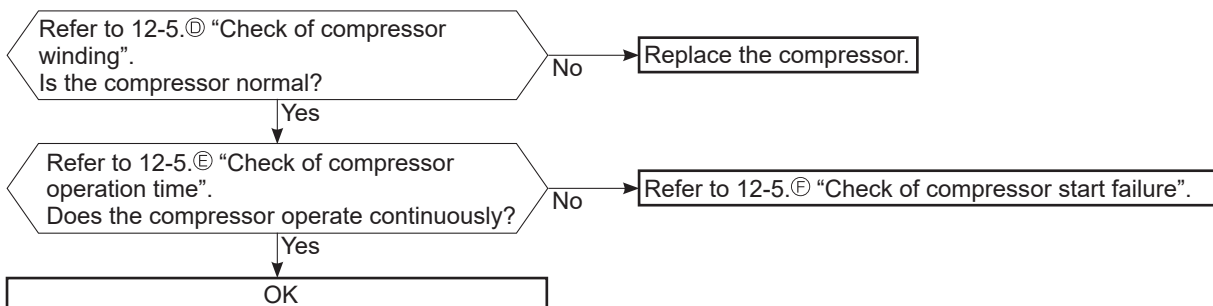 Refer to 12-5.Ⓓ “Check of compressor
winding”.
Is the compressor normal?
No
Replace the compressor.
Yes
Refer to 12-5.Ⓔ “Check of compressor
operation time”.
Does the compressor operate continuously?
No
Refer to 12-5.Ⓕ “Check of compressor start failure”.
Yes
OK